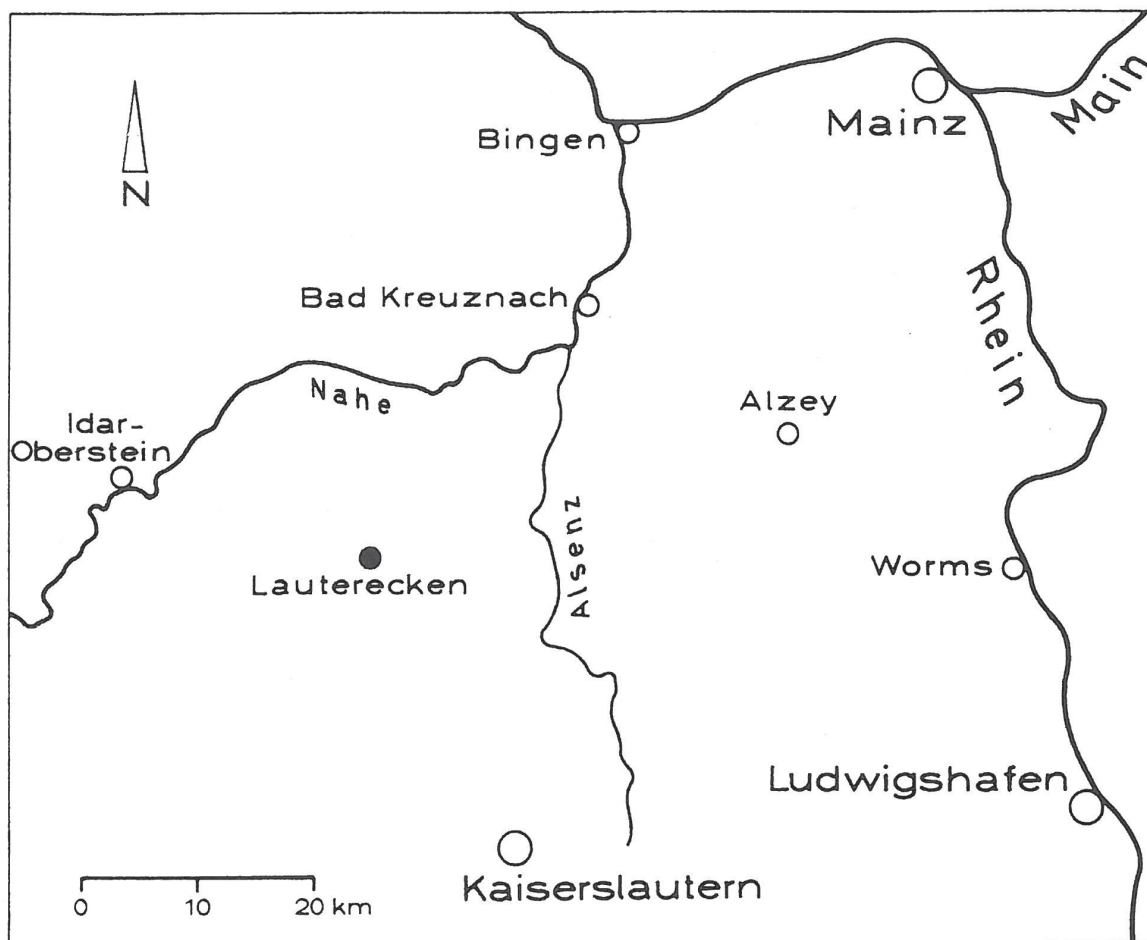 Main
Mainz
Bingen
N
Rhein
Bad Kreuznach
Nahe
Alzey
Idar-
Oberstein
Alsenz
Worms
Lauterecken
Ludwigshafen
Kaiserslautern
0 10 20 km